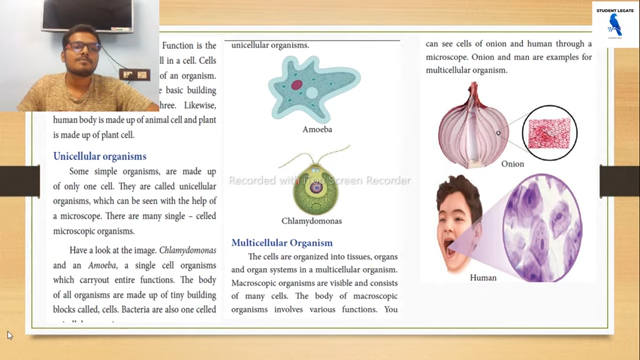 STUDENT LEGATE
Function is the
ll in a cell. Cells
of an organism.
e basic building
hree. Likewise,
human body is made up of animal cell and plant
is made up of plant cell.
Unicellular organisms
Some simple organisms, are made up
of only one cell. They are called unicellular
organisms, which can be seen with the help of
a microscope. There are many single - celled
microscopic organisms.
Have a look at the image. Chlamydomonas
and an Amoeba, a single cell organisms
which carryout entire functions. The body
of all organisms are made up of tiny building
blocks called, cells. Bacteria are also one celled
unicellular organisms.
Amoeba
Recorded with Screen Recorder
Chlamydomonas
Multicellular Organism
The cells are organized into tissues, organs
and organ systems in a multicellular organism.
Macroscopic organisms are visible and consists
of many cells. The body of macroscopic
organisms involves various functions. You
can see cells of onion and human through a
microscope. Onion and man are examples for
multicellular organism.
Onion
Human